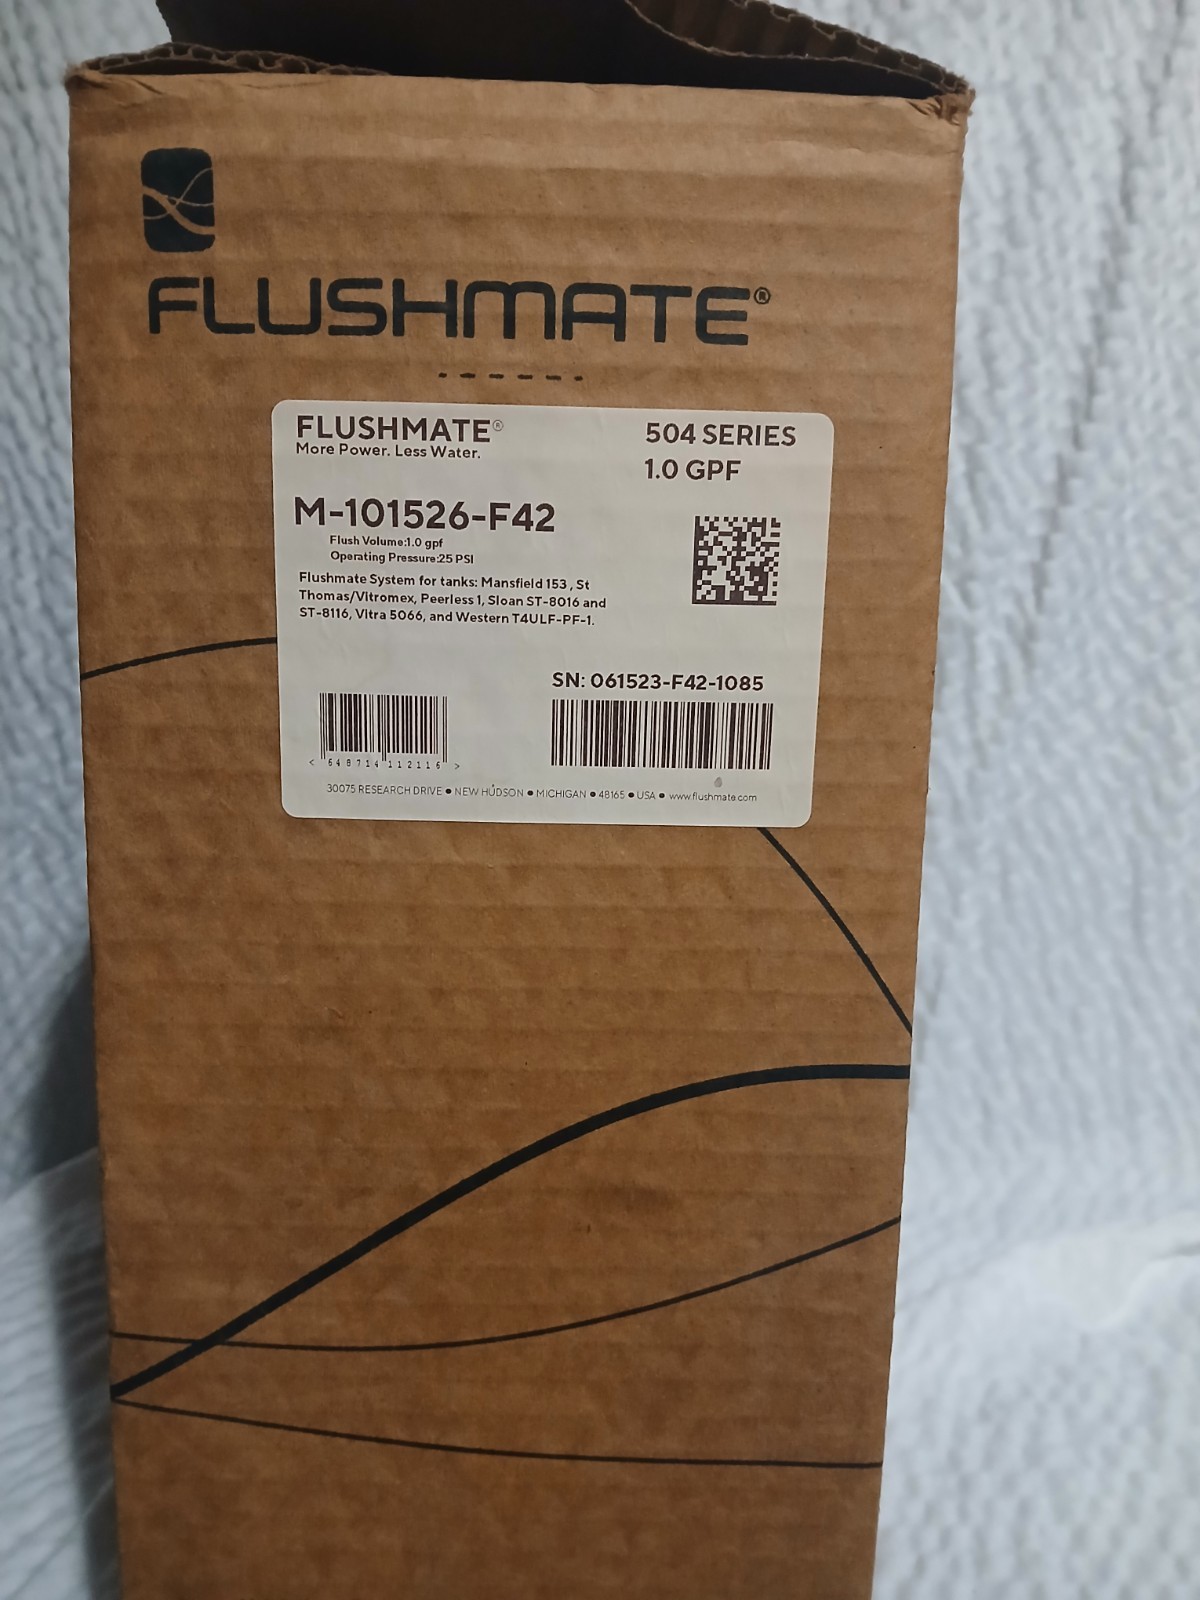 FLUSHMATE®
FLUSHMATE®
More Power. Less Water.
504 SERIES
1.0 GPF
M-101526-F42
Flush Volume:1.0 gpf
Operating Pressure:25 PSI
Flushmate System for tanks: Mansfield 153 , St
Thomas/Vitromex, Peerless 1, Sloan ST-8016 and
ST-8116, Vitra 5066, and Western T4ULF-PF-1.
SN: 061523-F42-1085
< 648714 112116 >
30075 RESEARCH DRIVE ● NEW HUDSON ● MICHIGAN ● 48165 ● USA ● www.flushmate.com